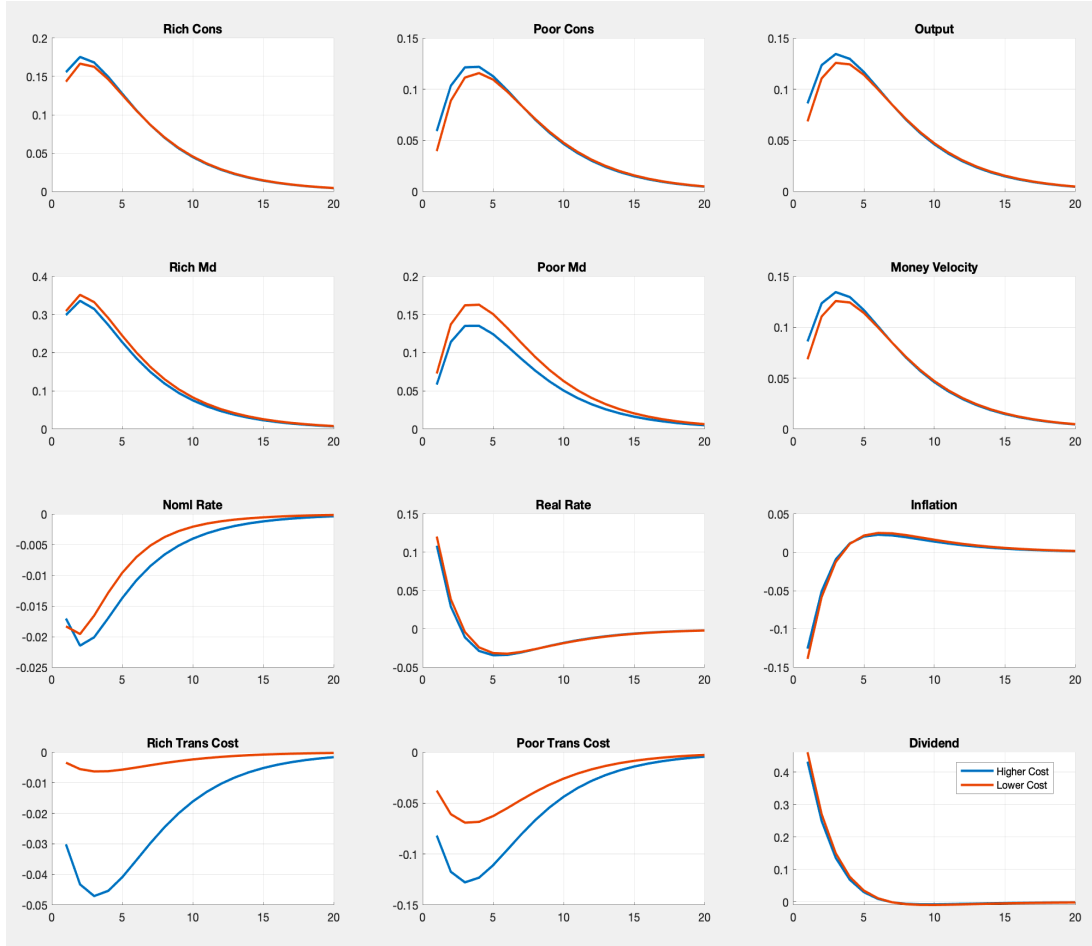 Rich Cons
0.2
0.15
0.1
0.05
0
0 5 10 15 20
Poor Cons
0.15
0.1
0.05
0
0 5 10 15 20
Output
0.15
0.1
0.05
0
0 5 10 15 20
Rich Md
0.4
0.3
0.2
0.1
0
0 5 10 15 20
Poor Md
0.2
0.15
0.1
0.05
0
0 5 10 15 20
Money Velocity
0.15
0.1
0.05
0
0 5 10 15 20
Noml Rate
0
-0.005
-0.01
-0.015
-0.02
-0.025
0 5 10 15 20
Real Rate
0.15
0.1
0.05
0
-0.05
0 5 10 15 20
Inflation
0.05
0
-0.05
-0.1
-0.15
0 5 10 15 20
Rich Trans Cost
0
-0.01
-0.02
-0.03
-0.04
-0.05
0 5 10 15 20
Poor Trans Cost
0
-0.05
-0.1
-0.15
0 5 10 15 20
Dividend
Higher Cost
Lower Cost
0.4
0.3
0.2
0.1
0
0 5 10 15 20